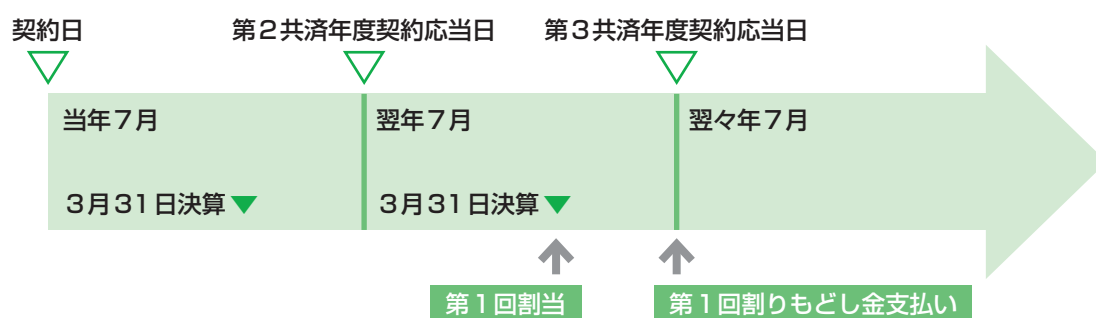 契約日
第2共済年度契約応当日
第3共済年度契約応当日
当年7月
翌年7月
翌々年7月
3月31日決算
3月31日決算
第1回割当
第1回割りもどし金支払い